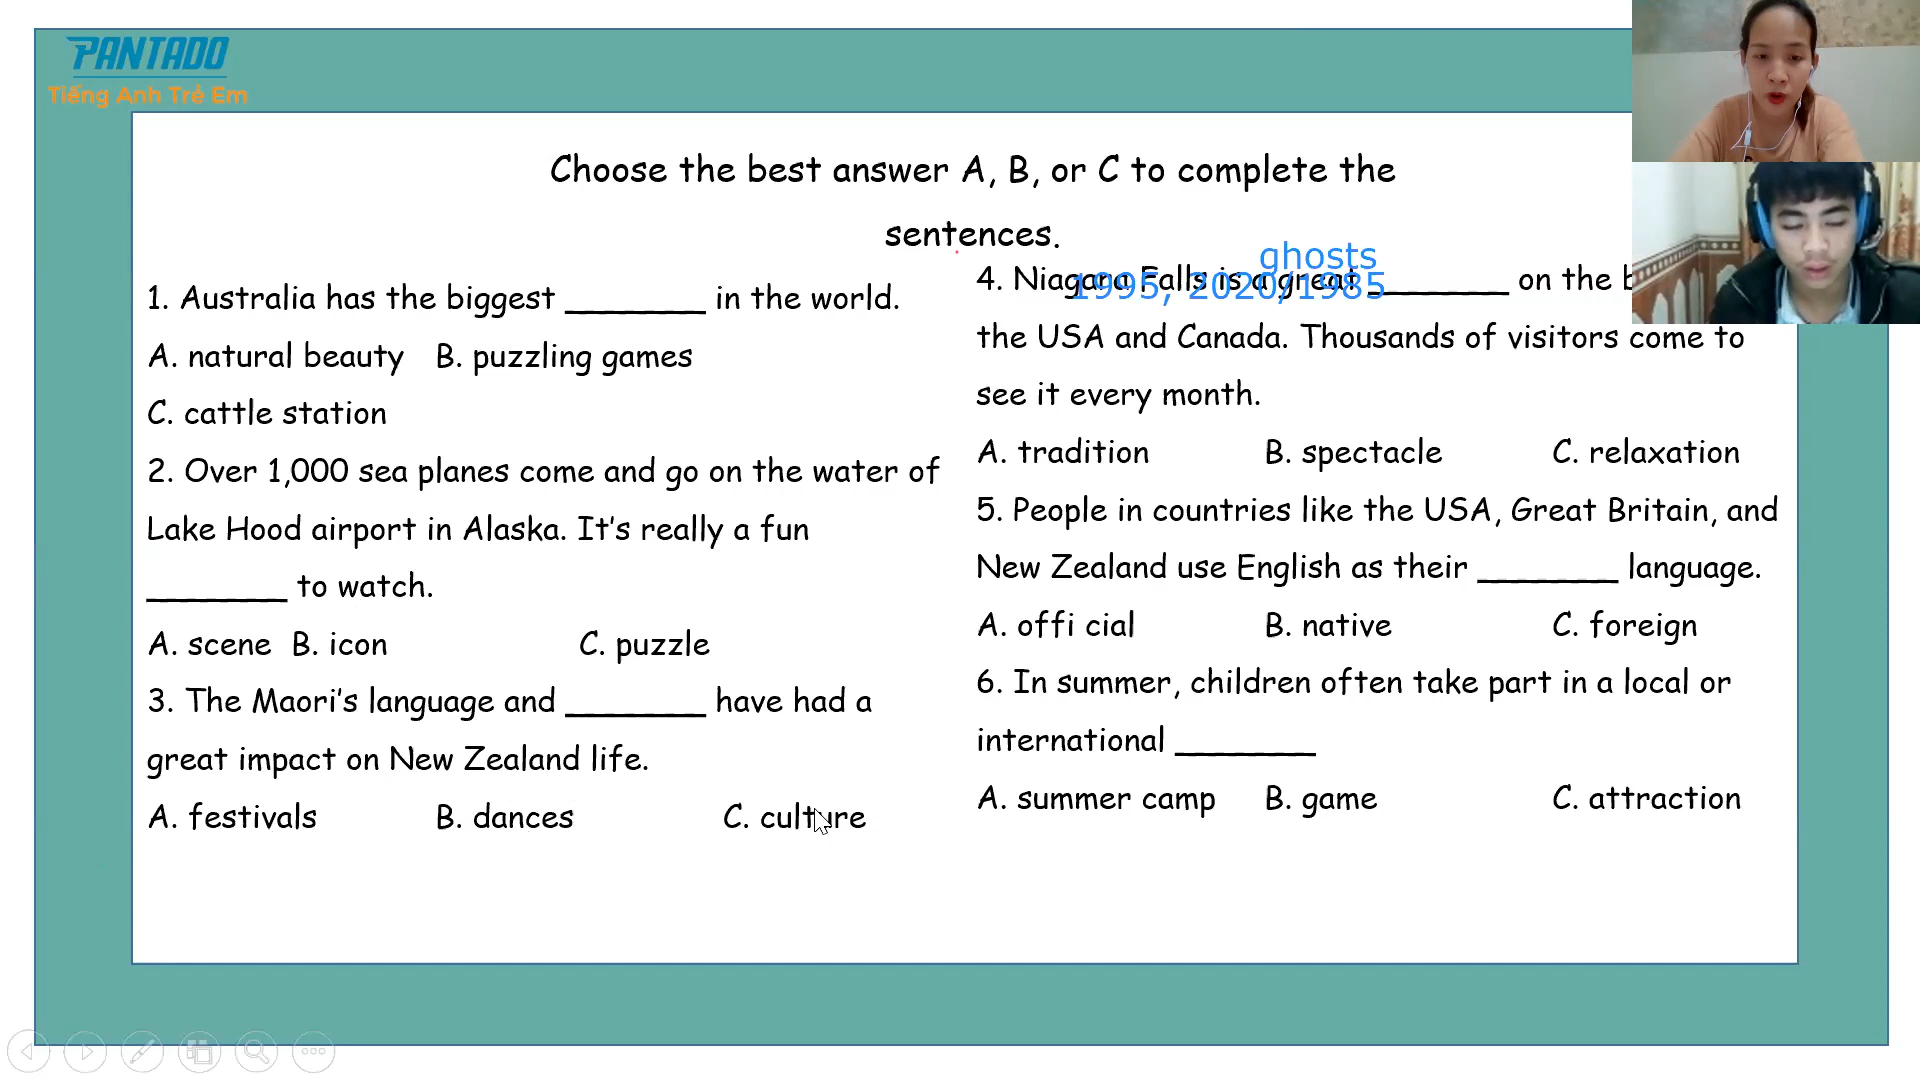 PANTADO
Tiếng Anh Trẻ Em
Choose the best answer A, B, or C to complete the
sentences.
1. Australia has the biggest _______ in the world.
A. natural beauty B. puzzling games
C. cattle station
2. Over 1,000 sea planes come and go on the water of
Lake Hood airport in Alaska. It's really a fun
_______ to watch.
A. scene B. icon C. puzzle
3. The Maori's language and _______ have had a
great impact on New Zealand life.
A. festivals B. dances C. culture
ghosts
1995, 2020/1985
4. Niagara Falls is a great _______ on the
the USA and Canada. Thousands of visitors come to
see it every month.
A. tradition B. spectacle C. relaxation
5. People in countries like the USA, Great Britain, and
New Zealand use English as their _______ language.
A. offi cial B. native C. foreign
6. In summer, children often take part in a local or
international _______
A. summer camp B. game C. attraction